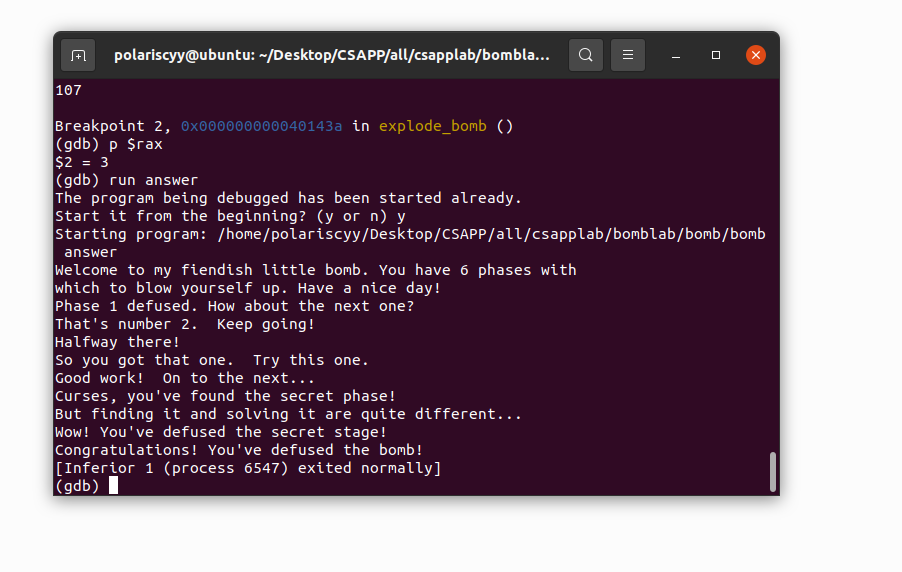 polariscyy@ubuntu: ~/Desktop/CSAPP/all/csapplab/bombla...
107
Breakpoint 2, 0x000000000040143a in explode_bomb ()
(gdb) p $rax
$2 = 3
(gdb) run answer
The program being debugged has been started already.
Start it from the beginning? (y or n) y
Starting program: /home/polariscyy/Desktop/CSAPP/all/csapplab/bomblab/bomb/bomb
 answer
Welcome to my fiendish little bomb. You have 6 phases with
which to blow yourself up. Have a nice day!
Phase 1 defused. How about the next one?
That's number 2.  Keep going!
Halfway there!
So you got that one.  Try this one.
Good work!  On to the next...
Curses, you've found the secret phase!
But finding it and solving it are quite different...
Wow! You've defused the secret stage!
Congratulations! You've defused the bomb!
[Inferior 1 (process 6547) exited normally]
(gdb)